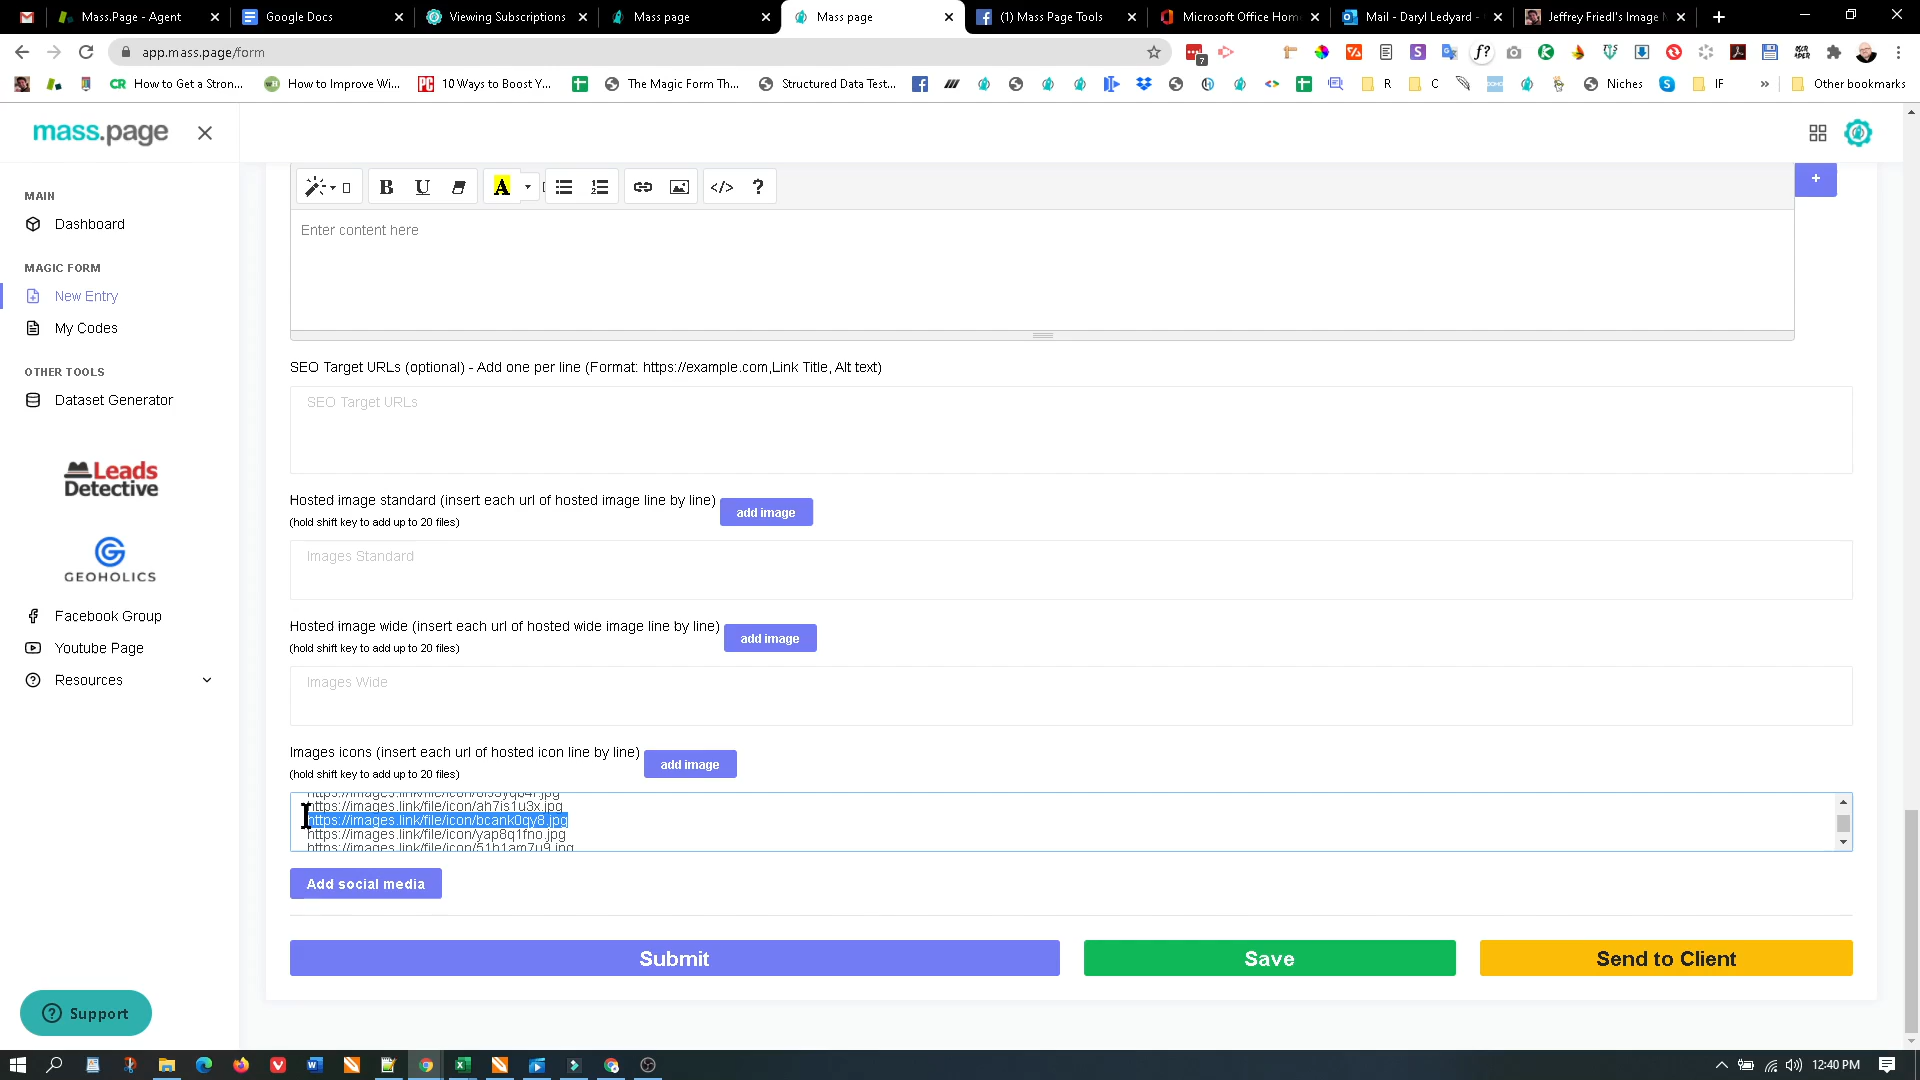 Mass.Page - Agent
Google Docs
Viewing Subscriptions
Mass page
Mass page
(1) Mass Page Tools
Microsoft Office Hom
Mail - Daryl Ledyard -
Jeffrey Friedl's Image
app.mass.page/form
7
f?
How to Get a Stron...
How to Improve Wi...
10 Ways to Boost Y...
The Magic Form Th...
Structured Data Test...
R
C
Niches
IF
»
Other bookmarks
mass.page
MAIN
Dashboard
MAGIC FORM
New Entry
My Codes
OTHER TOOLS
Dataset Generator
Leads
Detective
GEOHOLICS
Facebook Group
Youtube Page
Resources
Support
B U A </> ?
+
Enter content here
SEO Target URLs (optional) - Add one per line (Format: https://example.com,Link Title, Alt text)
SEO Target URLs
Hosted image standard (insert each url of hosted image line by line)
add image
(hold shift key to add up to 20 files)
Images Standard
Hosted image wide (insert each url of hosted wide image line by line)
add image
(hold shift key to add up to 20 files)
Images Wide
Images icons (insert each url of hosted icon line by line)
add image
(hold shift key to add up to 20 files)
https://images.link/file/icon/ah7is1u3x.jpg
https://images.link/file/icon/bcank0qy8.jpg
https://images.link/file/icon/yap8q1fno.jpg
https://images.link/file/icon/51h1am7u9.jpg
Add social media
Submit
Save
Send to Client
12:40 PM